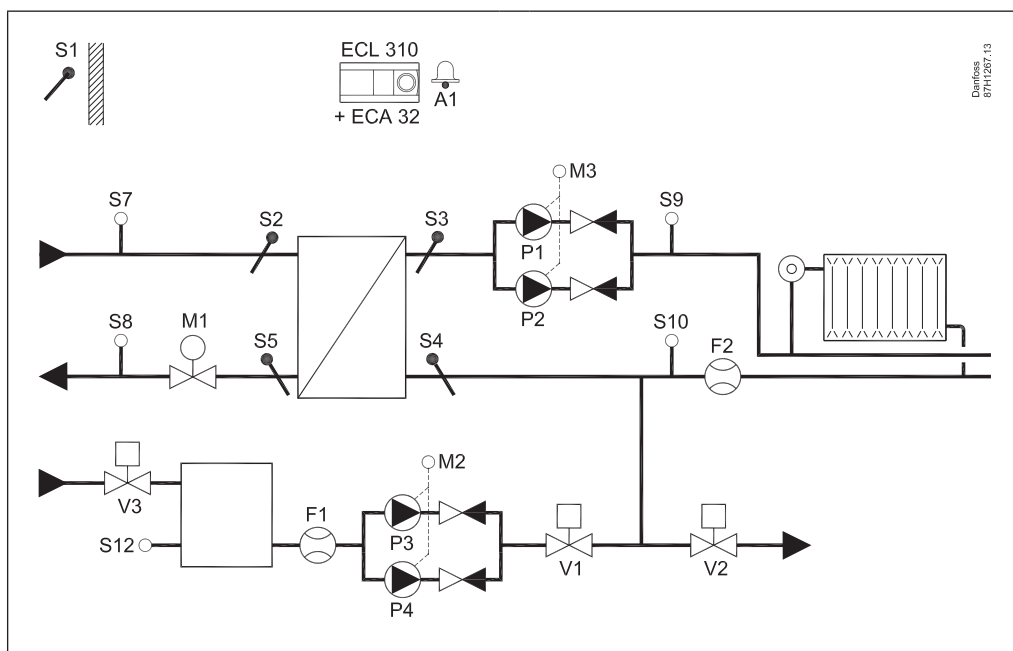 S1
ECL 310
A1
+ ECA 32
Danfoss
87H1267.13
M3
S7
S2
S3
S9
P1
P2
S8
M1
S5
S4
S10
F2
M2
V3
F1
P3
S12
V1
V2
P4